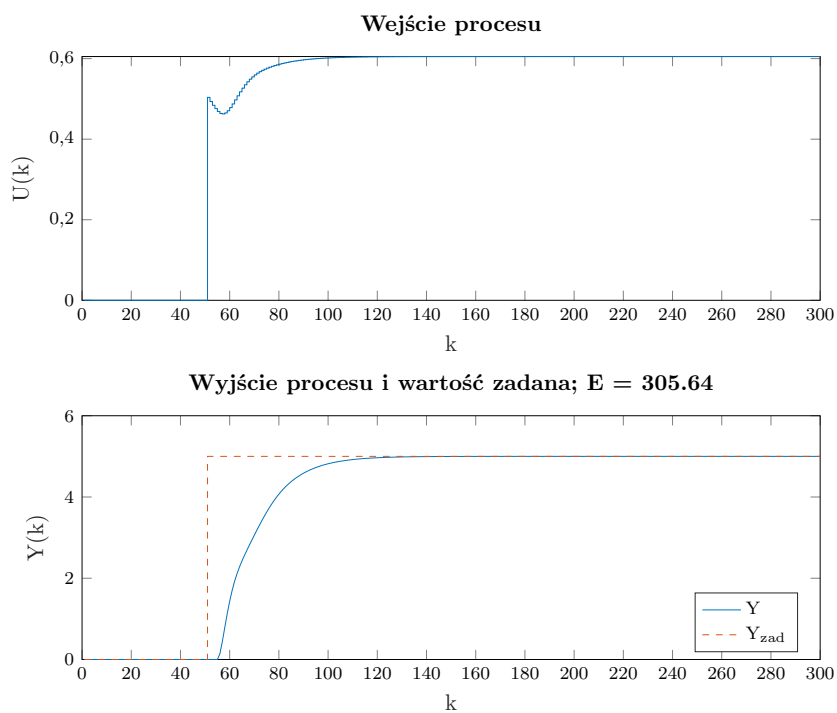 Wejście procesu
0,6
0,4
0,2
0
U(k)
0 20 40 60 80 100 120 140 160 180 200 220 240 260 280 300
k
Wyjście procesu i wartość zadana; E = 305.64
6
4
2
0
Y(k)
Y
Yzad
0 20 40 60 80 100 120 140 160 180 200 220 240 260 280 300
k